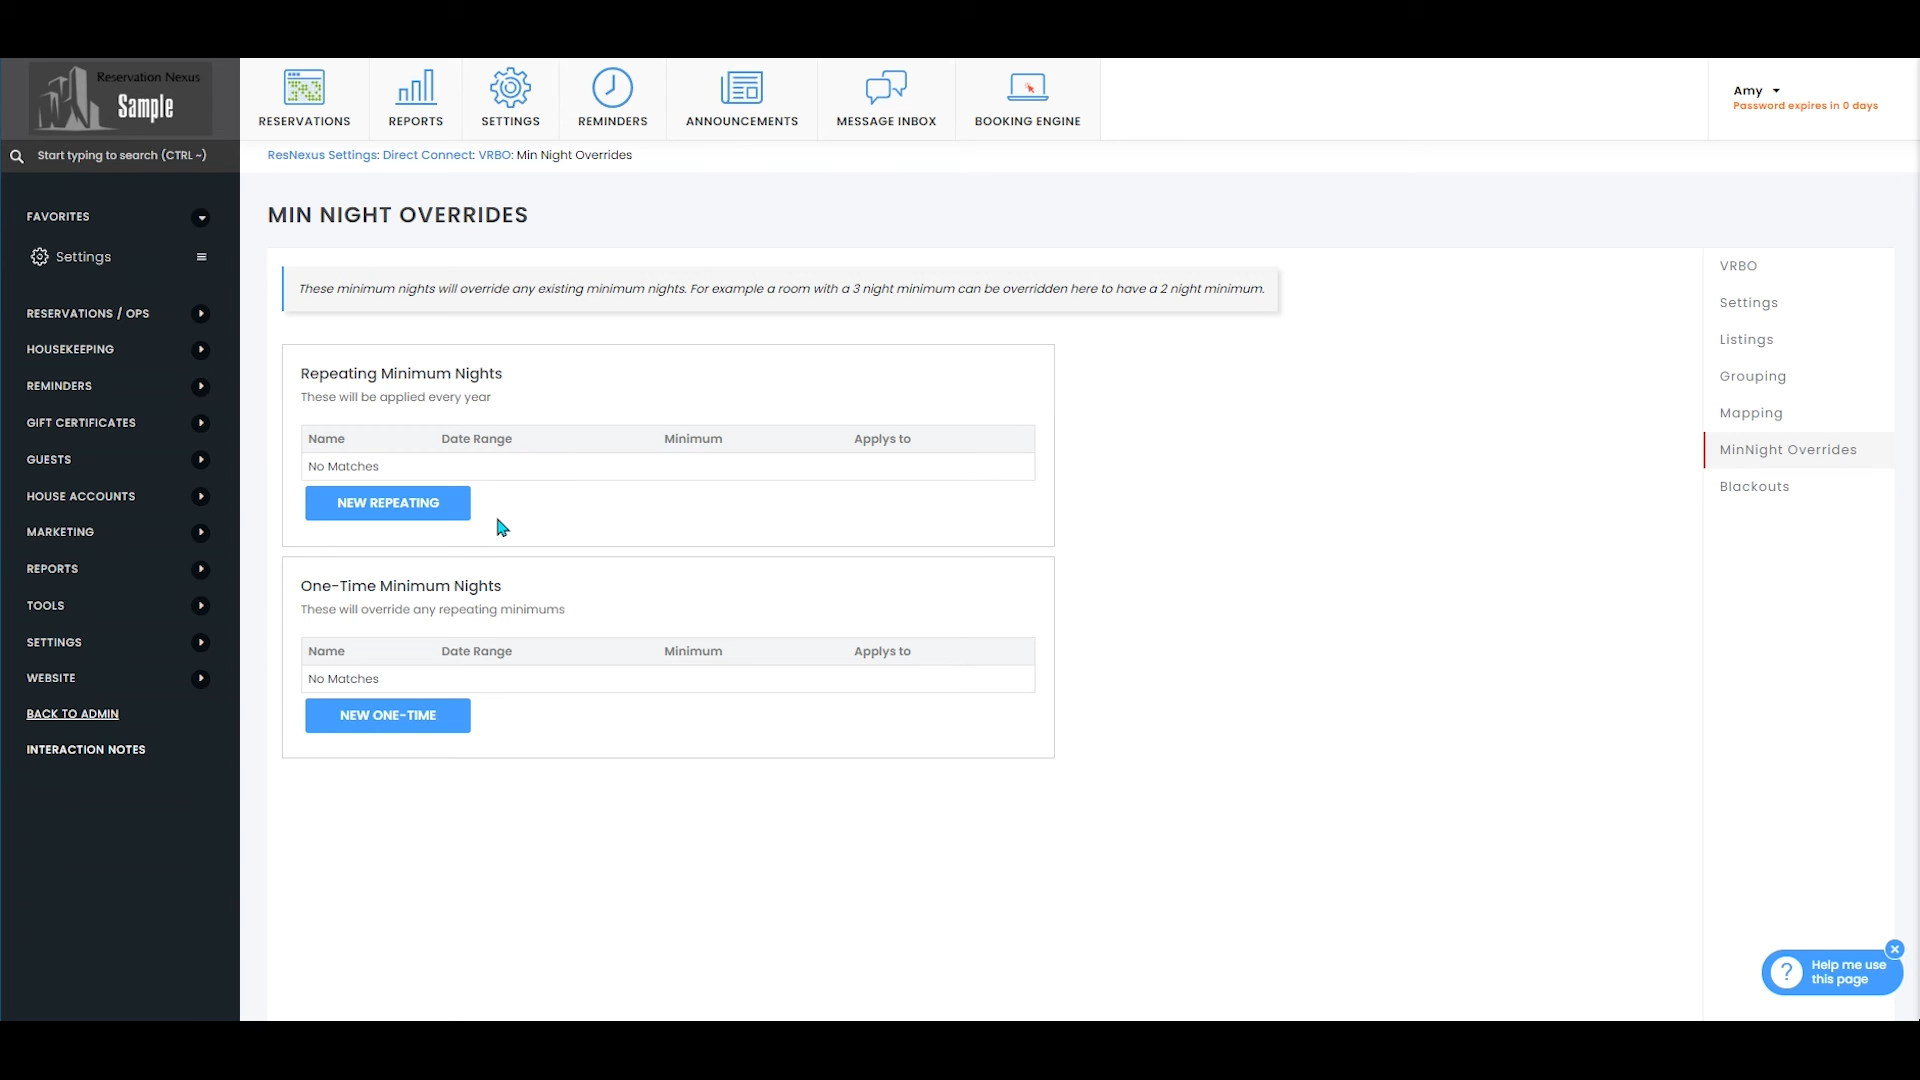 Reservation Nexus
Sample
RESERVATIONS
REPORTS
SETTINGS
REMINDERS
ANNOUNCEMENTS
MESSAGE INBOX
BOOKING ENGINE
Amy
Password expires in 0 days
Start typing to search (CTRL ~)
ResNexus Settings: Direct Connect: VRBO: Min Night Overrides
FAVORITES
Settings
RESERVATIONS / OPS
HOUSEKEEPING
REMINDERS
GIFT CERTIFICATES
GUESTS
HOUSE ACCOUNTS
MARKETING
REPORTS
TOOLS
SETTINGS
WEBSITE
BACK TO ADMIN
INTERACTION NOTES
MIN NIGHT OVERRIDES
These minimum nights will override any existing minimum nights. For example a room with a 3 night minimum can be overridden here to have a 2 night minimum.
Repeating Minimum Nights
These will be applied every year
Name Date Range Minimum Applys to
No Matches
NEW REPEATING
One-Time Minimum Nights
These will override any repeating minimums
Name Date Range Minimum Applys to
No Matches
NEW ONE-TIME
VRBO
Settings
Listings
Grouping
Mapping
MinNight Overrides
Blackouts
? Help me use
this page